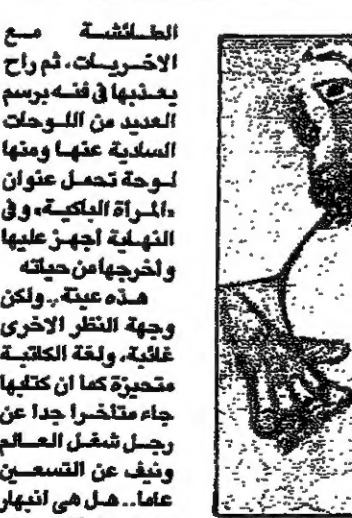 الطائشة مع
الاخريات، ثم راح
يعذبها في فنه برسم
العديد من اللوحات
السادية عنها ومنها
لوحة تحمل عنوان
«المرأة الباكية» وفي
النهاية اجهز عليها
واخرجها من حياته
هذه عينة.. ولكن
وجهة النظر الاخرى
غائبة، ولغة الكاتبة
متحيزة كما ان كتابها
جاء متأخرا جدا عن
رجل شغل العالم
ونيف عن التسعين
عاما.. هل هي انبهار